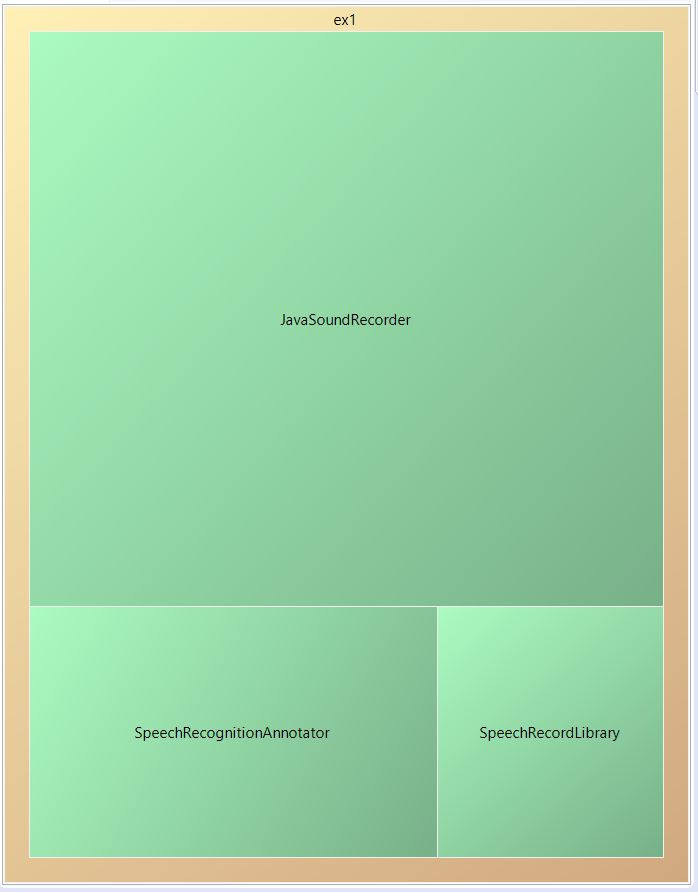 ex1
JavaSoundRecorder
SpeechRecognitionAnnotator
SpeechRecordLibrary